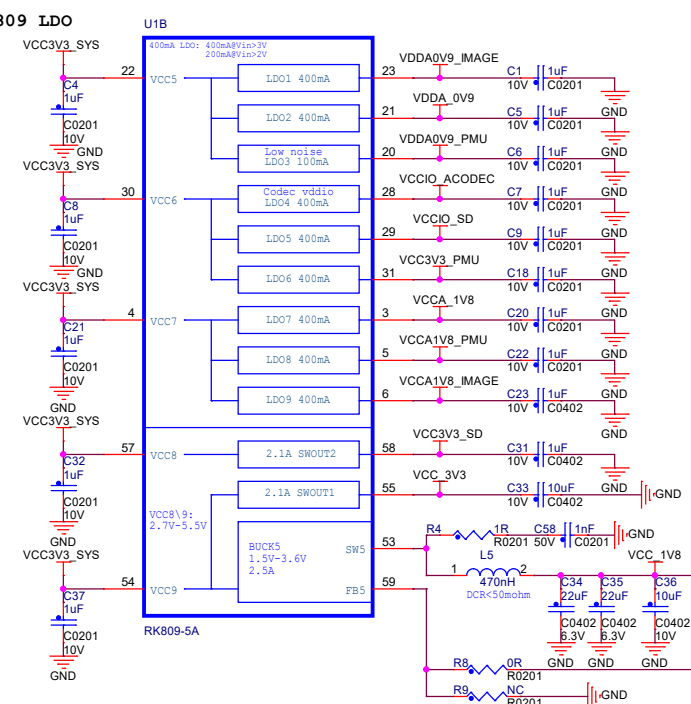 809 LDO
U1B
VCC3V3_SYS
400mA LDO: 400mA@Vin>3V
200mA@Vin>2V
22
VCC5
C4
1uF
C0201
10V
GND
LDO1 400mA
23
VDDA0V9_IMAGE
C1
1uF
10V
C0201
GND
LDO2 400mA
21
VDDA_0V9
C5
1uF
10V
C0201
GND
Low noise
LDO3 100mA
20
VDDA0V9_PMU
C6
1uF
10V
C0201
GND
VCC3V3_SYS
30
VCC6
C8
1uF
C0201
10V
GND
Codec vddio
LDO4 400mA
28
VCCIO_ACODEC
C7
1uF
10V
C0201
GND
LDO5 400mA
29
VCCIO_SD
C9
1uF
10V
C0201
GND
LDO6 400mA
31
VCC3V3_PMU
C18
1uF
10V
C0201
GND
VCC3V3_SYS
4
VCC7
C21
1uF
C0201
10V
GND
LDO7 400mA
3
VCCA_1V8
C20
1uF
10V
C0201
GND
LDO8 400mA
5
VCCA1V8_PMU
C22
1uF
10V
C0201
GND
LDO9 400mA
6
VCCA1V8_IMAGE
C23
1uF
10V
C0402
GND
VCC3V3_SYS
57
VCC8
C32
1uF
C0201
10V
GND
2.1A SWOUT2
58
VCC3V3_SD
C31
1uF
10V
C0402
GND
2.1A SWOUT1
55
VCC_3V3
C33
10uF
10V
C0402
GND
VCC8\9:
2.7V-5.5V
VCC3V3_SYS
54
VCC9
C37
1uF
C0201
10V
GND
BUCK5
1.5V-3.6V
2.5A
SW5
53
FB5
59
R4
1R
R0201
C58
1nF
50V
C0201
GND
L5
1
2
470nH
DCR<50mohm
VCC_1V8
C34
22uF
C0402
6.3V
GND
C35
22uF
C0402
6.3V
GND
C36
10uF
C0402
10V
GND
RK809-5A
R8
0R
R0201
R9
NC
R0201
GND